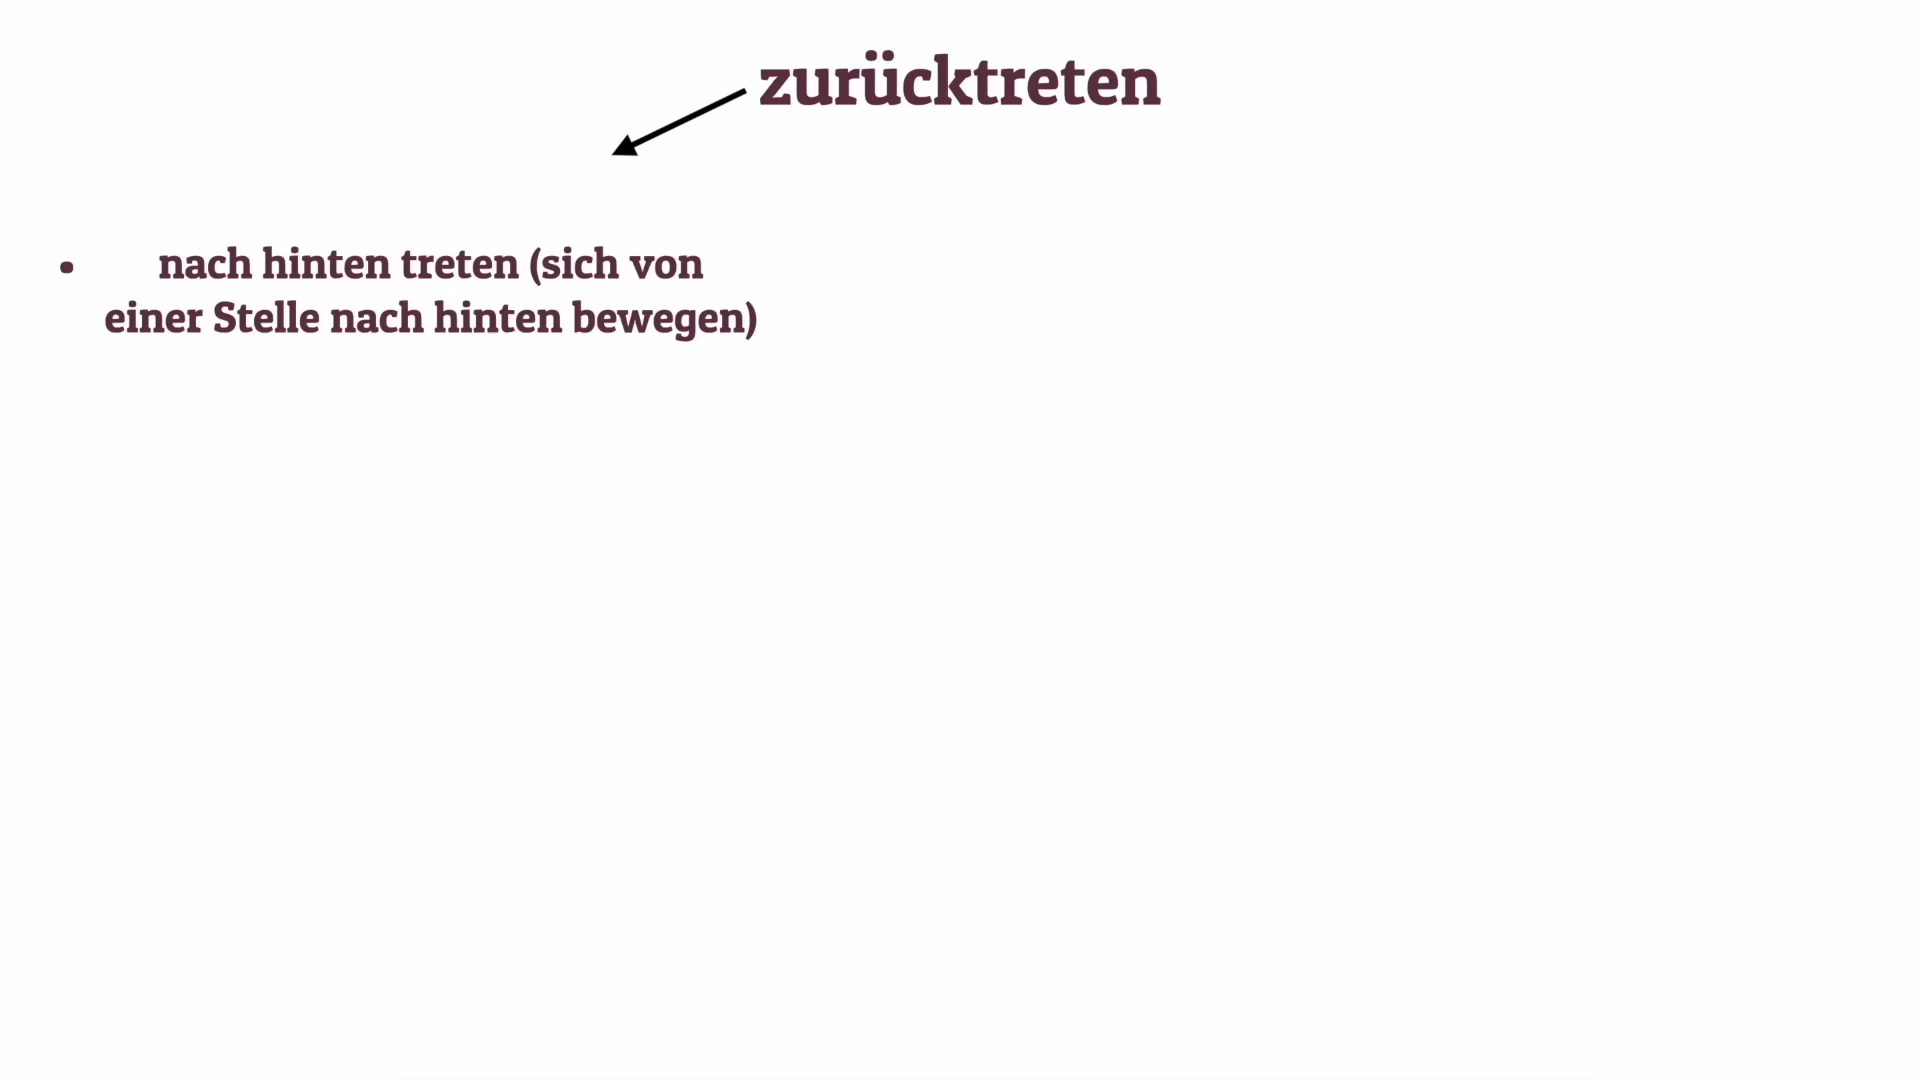 zurücktreten
• nach hinten treten (sich von
einer Stelle nach hinten bewegen)